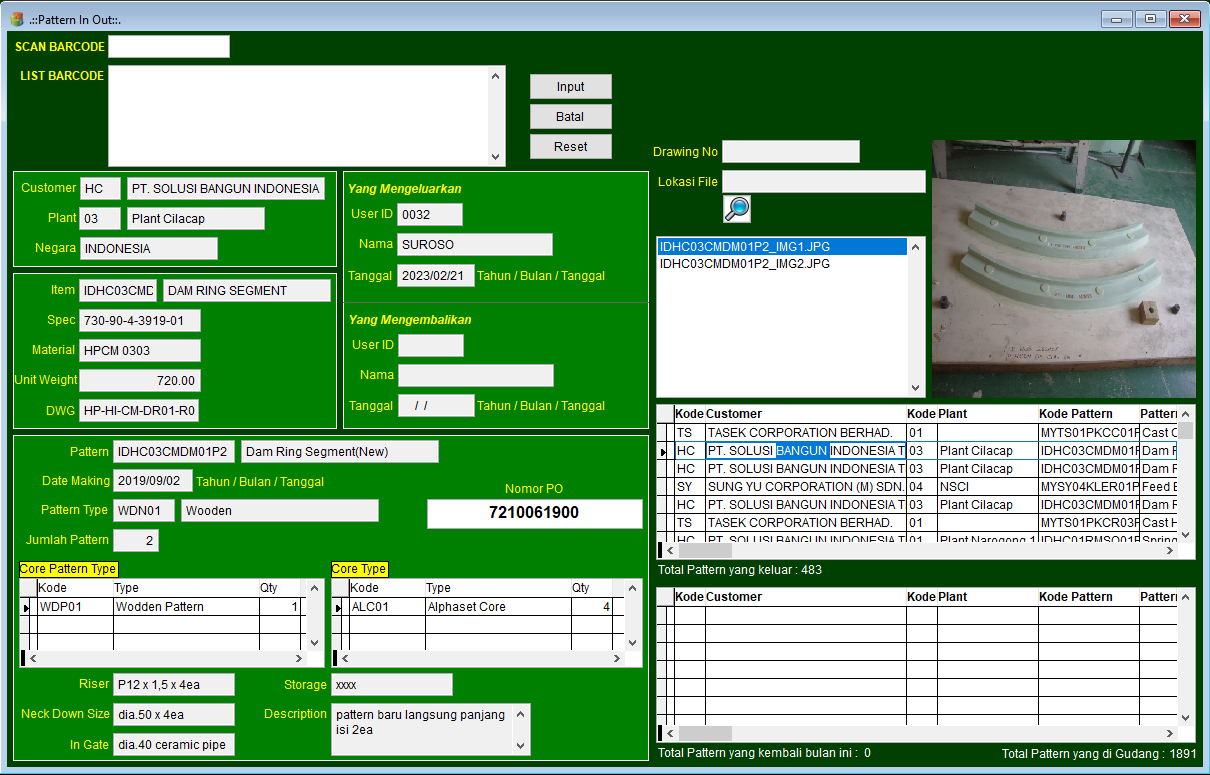 .::Pattern In Out::.
SCAN BARCODE
LIST BARCODE
Input
Batal
Reset
Drawing No
Lokasi File
Customer HC PT. SOLUSI BANGUN INDONESIA
Plant 03 Plant Cilacap
Negara INDONESIA
Yang Mengeluarkan
User ID 0032
Nama SUROSO
Tanggal 2023/02/21 Tahun / Bulan / Tanggal
Item IDHC03CMD DAM RING SEGMENT
Spec 730-90-4-3919-01
Material HPCM 0303
Unit Weight 720.00
DWG HP-HI-CM-DR01-R0
Yang Mengembalikan
User ID
Nama
Tanggal / / Tahun / Bulan / Tanggal
IDHC03CMDM01P2_IMG1.JPG
IDHC03CMDM01P2_IMG2.JPG
Pattern IDHC03CMDM01P2 Dam Ring Segment(New)
Date Making 2019/09/02 Tahun / Bulan / Tanggal
Pattern Type WDN01 Wooden
Jumlah Pattern 2
Nomor PO
7210061900
Core Pattern Type
Kode Type Qty
WDP01 Wodden Pattern 1
Core Type
Kode Type Qty
ALC01 Alphaset Core 4
Riser P12 x 1,5 x 4ea
Neck Down Size dia.50 x 4ea
In Gate dia.40 ceramic pipe
Storage xxxx
Description pattern baru langsung panjang
isi 2ea
Kode Customer Kode Plant Kode Pattern Pattern
TS TASEK CORPORATION BERHAD. 01 MYTS01PKCC01F Cast C
HC PT. SOLUSI BANGUN INDONESIA T 03 Plant Cilacap IDHC03CMDM01F Dam F
HC PT. SOLUSI BANGUN INDONESIA T 03 Plant Cilacap IDHC03CMDM01F Dam F
SY SUNG YU CORPORATION (M) SDN. 04 NSCI MYSY04KLER01F Feed E
HC PT. SOLUSI BANGUN INDONESIA T 03 Plant Cilacap IDHC03CMDM01F Dam F
TS TASEK CORPORATION BERHAD. 01 MYTS01PKCR03F Cast H
HC PT. SOLUSI BANGUN INDONESIA T 01 Plant Narogong 1 IDHC01RMSO01F Spring
Total Pattern yang keluar : 483
Kode Customer Kode Plant Kode Pattern Pattern
Total Pattern yang kembali bulan ini : 0
Total Pattern yang di Gudang : 1891